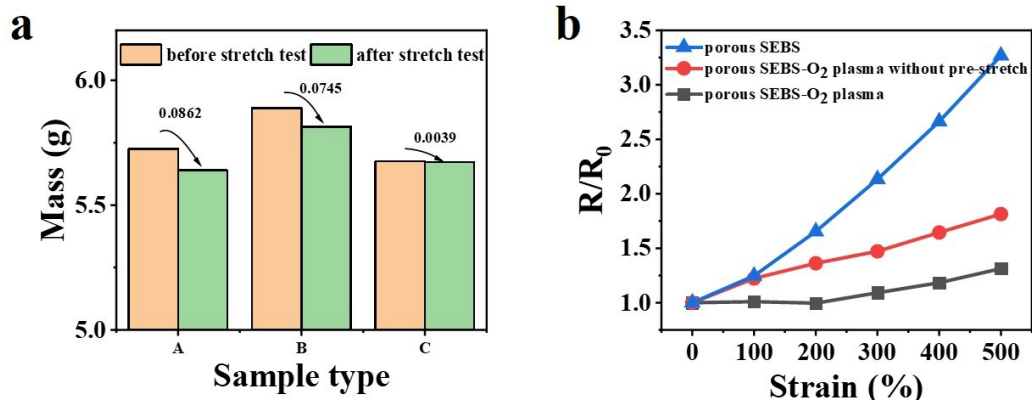 a
before stretch test
after stretch test
0.0862
0.0745
0.0039
6.0
5.5
5.0
Mass (g)
A
B
C
Sample type
b
porous SEBS
porous SEBS-O2 plasma without pre-stretch
porous SEBS-O2 plasma
3.5
3.0
2.5
2.0
1.5
1.0
R/R0
0
100
200
300
400
500
Strain (%)